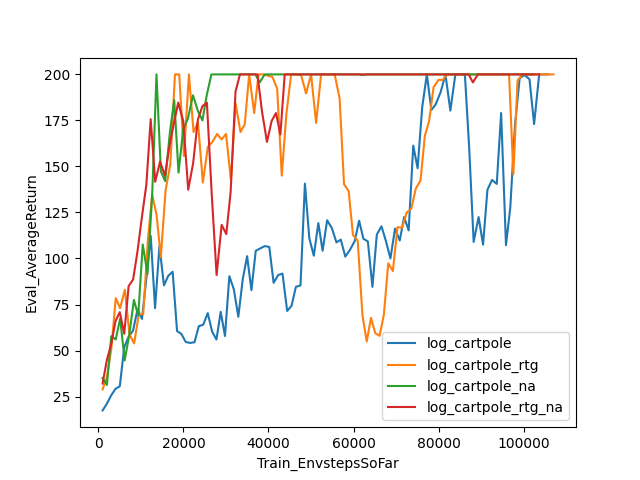 200
175
150
125
100
75
50
25
Eval_AverageReturn
0
20000
40000
60000
80000
100000
Train_EnvstepsSoFar
log_cartpole
log_cartpole_rtg
log_cartpole_na
log_cartpole_rtg_na